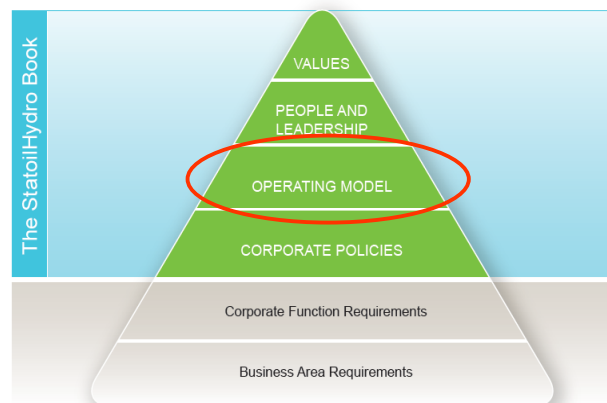 The StatoilHydro Book
VALUES
PEOPLE AND
LEADERSHIP
OPERATING MODEL
CORPORATE POLICIES
Corporate Function Requirements
Business Area Requirements